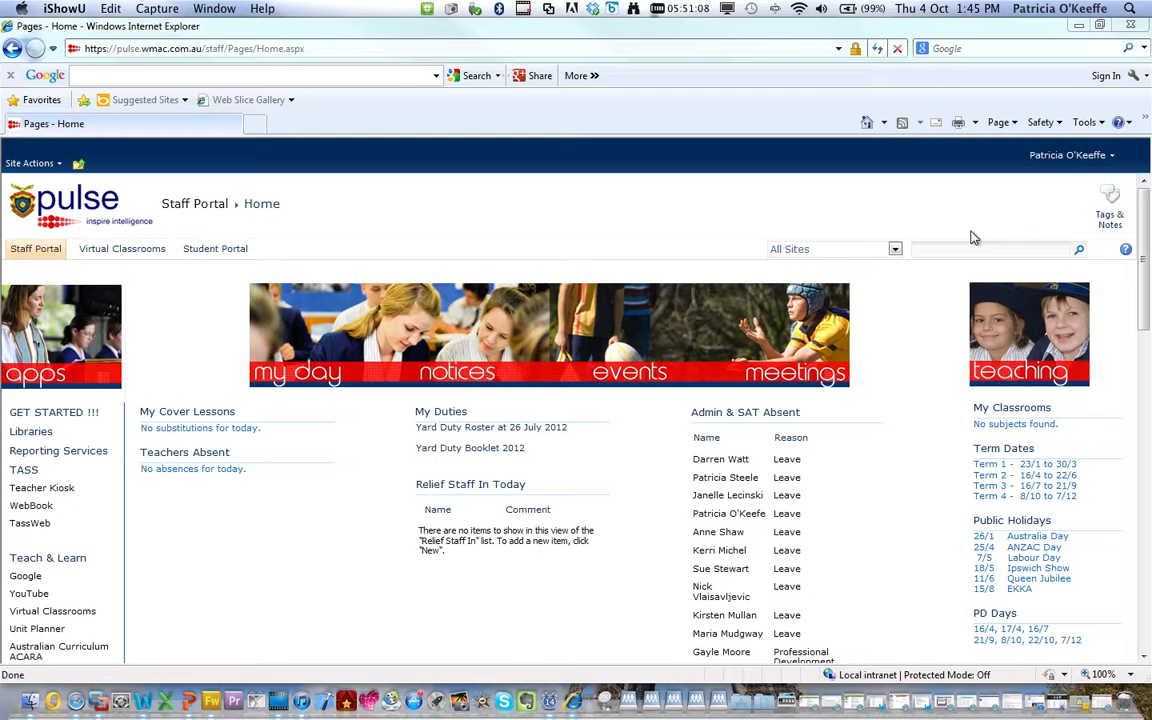 iShowU Edit Capture Window Help (99%) Thu 4 Oct 1:45 PM Patricia O'Keeffe
05:51:08
Pages - Home - Windows Internet Explorer
https://pulse.wmac.com.au/staff/Pages/Home.aspx
Google
Google Search Share More »
Sign In
Favorites Suggested Sites Web Slice Gallery
Pages - Home
Page Safety Tools
Site Actions
Patricia O'Keeffe
pulse
inspire intelligence
Staff Portal Home
Tags &
Notes
Staff Portal Virtual Classrooms Student Portal
All Sites
apps
my day notices events meetings
teaching
GET STARTED !!!
Libraries
Reporting Services
TASS
Teacher Kiosk
WebBook
TassWeb
Teach & Learn
Google
YouTube
Virtual Classrooms
Unit Planner
Australian Curriculum
ACARA
My Cover Lessons
No substitutions for today.
Teachers Absent
No absences for today.
My Duties
Yard Duty Roster at 26 July 2012
Yard Duty Booklet 2012
Relief Staff In Today
Name Comment
There are no items to show in this view of the
"Relief Staff In" list. To add a new item, click
"New".
Admin & SAT Absent
Name Reason
Darren Watt Leave
Patricia Steele Leave
Janelle Lecinski Leave
Patricia O'Keefe Leave
Anne Shaw Leave
Kerri Michel Leave
Sue Stewart Leave
Nick
Vlaisavljevic Leave
Kirsten Mullan Leave
Maria Mudgway Leave
Gayle Moore Professional
Development
My Classrooms
No subjects found.
Term Dates
Term 1 - 23/1 to 30/3
Term 2 - 16/4 to 22/6
Term 3 - 16/7 to 21/9
Term 4 - 8/10 to 7/12
Public Holidays
26/1 Australia Day
25/4 ANZAC Day
7/5 Labour Day
18/5 Ipswich Show
11/6 Queen Jubilee
15/8 EKKA
PD Days
16/4, 17/4, 16/7
21/9, 8/10, 22/10, 7/12
Done
Local intranet | Protected Mode: Off
100%